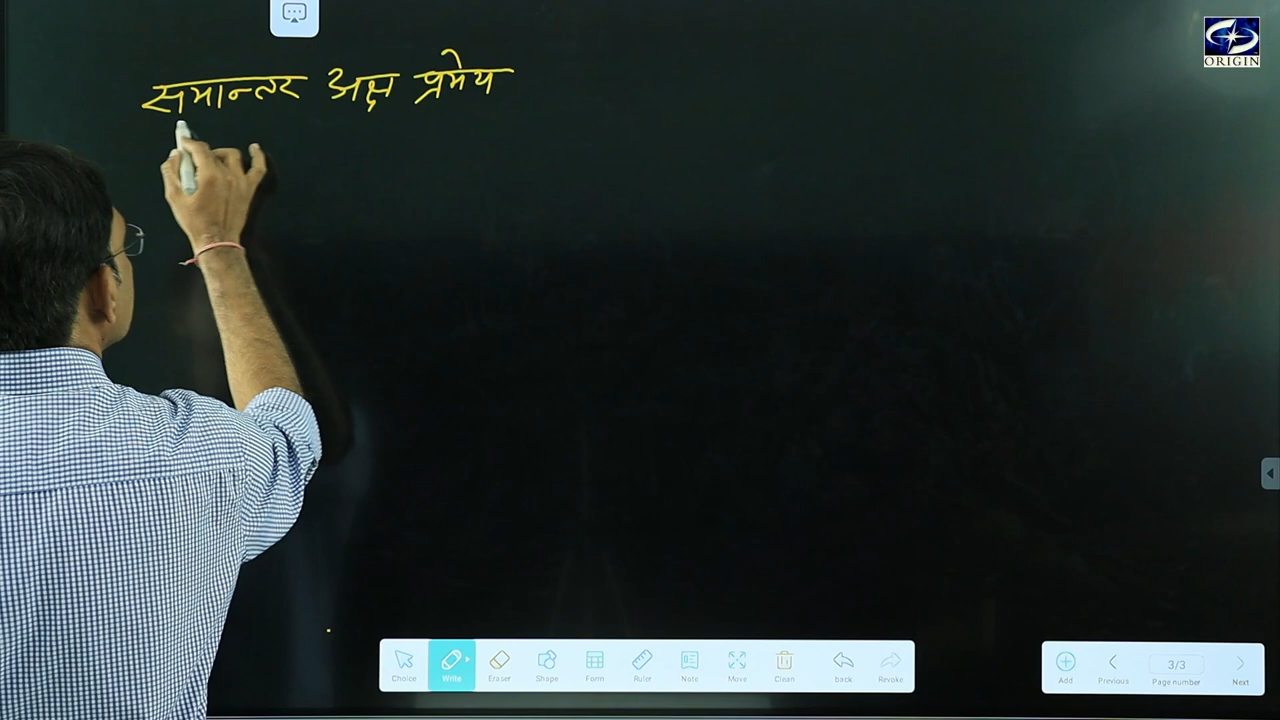 ORIGIN
समान्तर अक्ष प्रमेय
Choice
Write
Eraser
Shape
Form
Ruler
Note
Move
Clean
back
Revoke
Add
Previous
3/3
Page number
Next